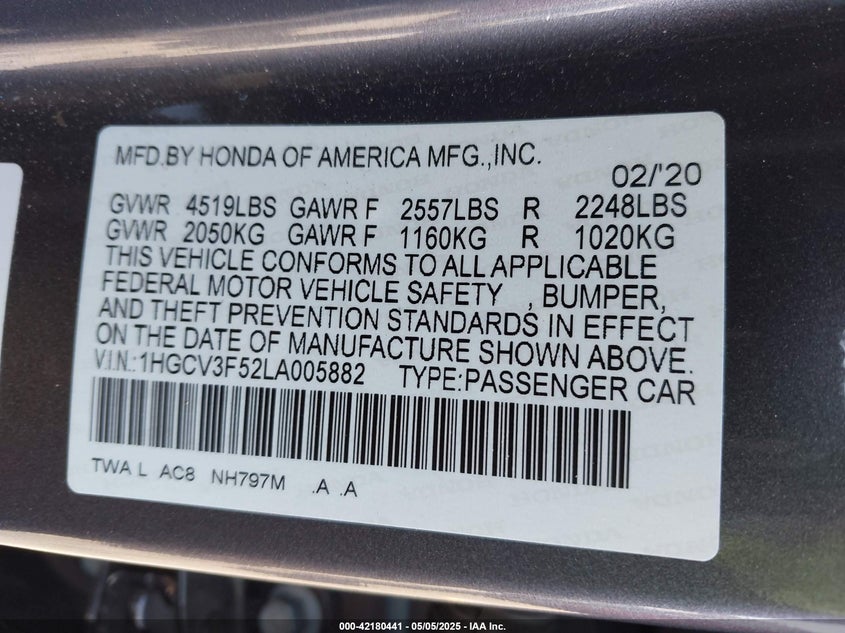 MFD.BY HONDA OF AMERICA MFG.,INC.
02/'20
GVWR 4519LBS GAWR F 2557LBS R 2248LBS
GVWR 2050KG GAWR F 1160KG R 1020KG
THIS VEHICLE CONFORMS TO ALL APPLICABLE
FEDERAL MOTOR VEHICLE SAFETY , BUMPER,
AND THEFT PREVENTION STANDARDS IN EFFECT
ON THE DATE OF MANUFACTURE SHOWN ABOVE.
V.I.N.:1HGCV3F52LA005882 TYPE:PASSENGER CAR
TWA L AC8 NH797M .A .A
000-42180441 - 05/05/2025 - IAA Inc.